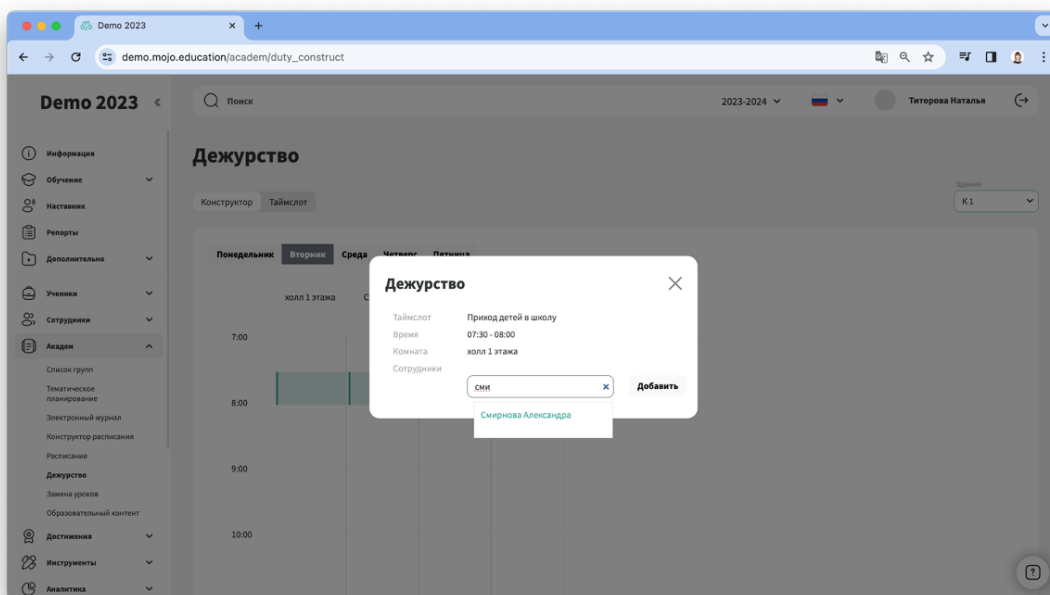 Demo 2023
demo.mojo.education/academ/duty_construct
Demo 2023 «
Поиск
2023-2024
Титорова Наталья
Информация
Обучение
Наставник
Репорты
Дополнительно
Ученики
Сотрудники
Академ
Список групп
Тематическое
планирование
Электронный журнал
Конструктор расписания
Расписание
Дежурство
Замена уроков
Образовательный контент
Достижения
Инструменты
Аналитика
Дежурство
Конструктор Таймслот
Здание
К 1
Понедельник Вторник Среда Четверг Пятница
холл 1 этажа
7:00
8:00
9:00
10:00
Дежурство
Таймслот Приход детей в школу
Время 07:30 - 08:00
Комната холл 1 этажа
Сотрудники
сми
Добавить
Смирнова Александра